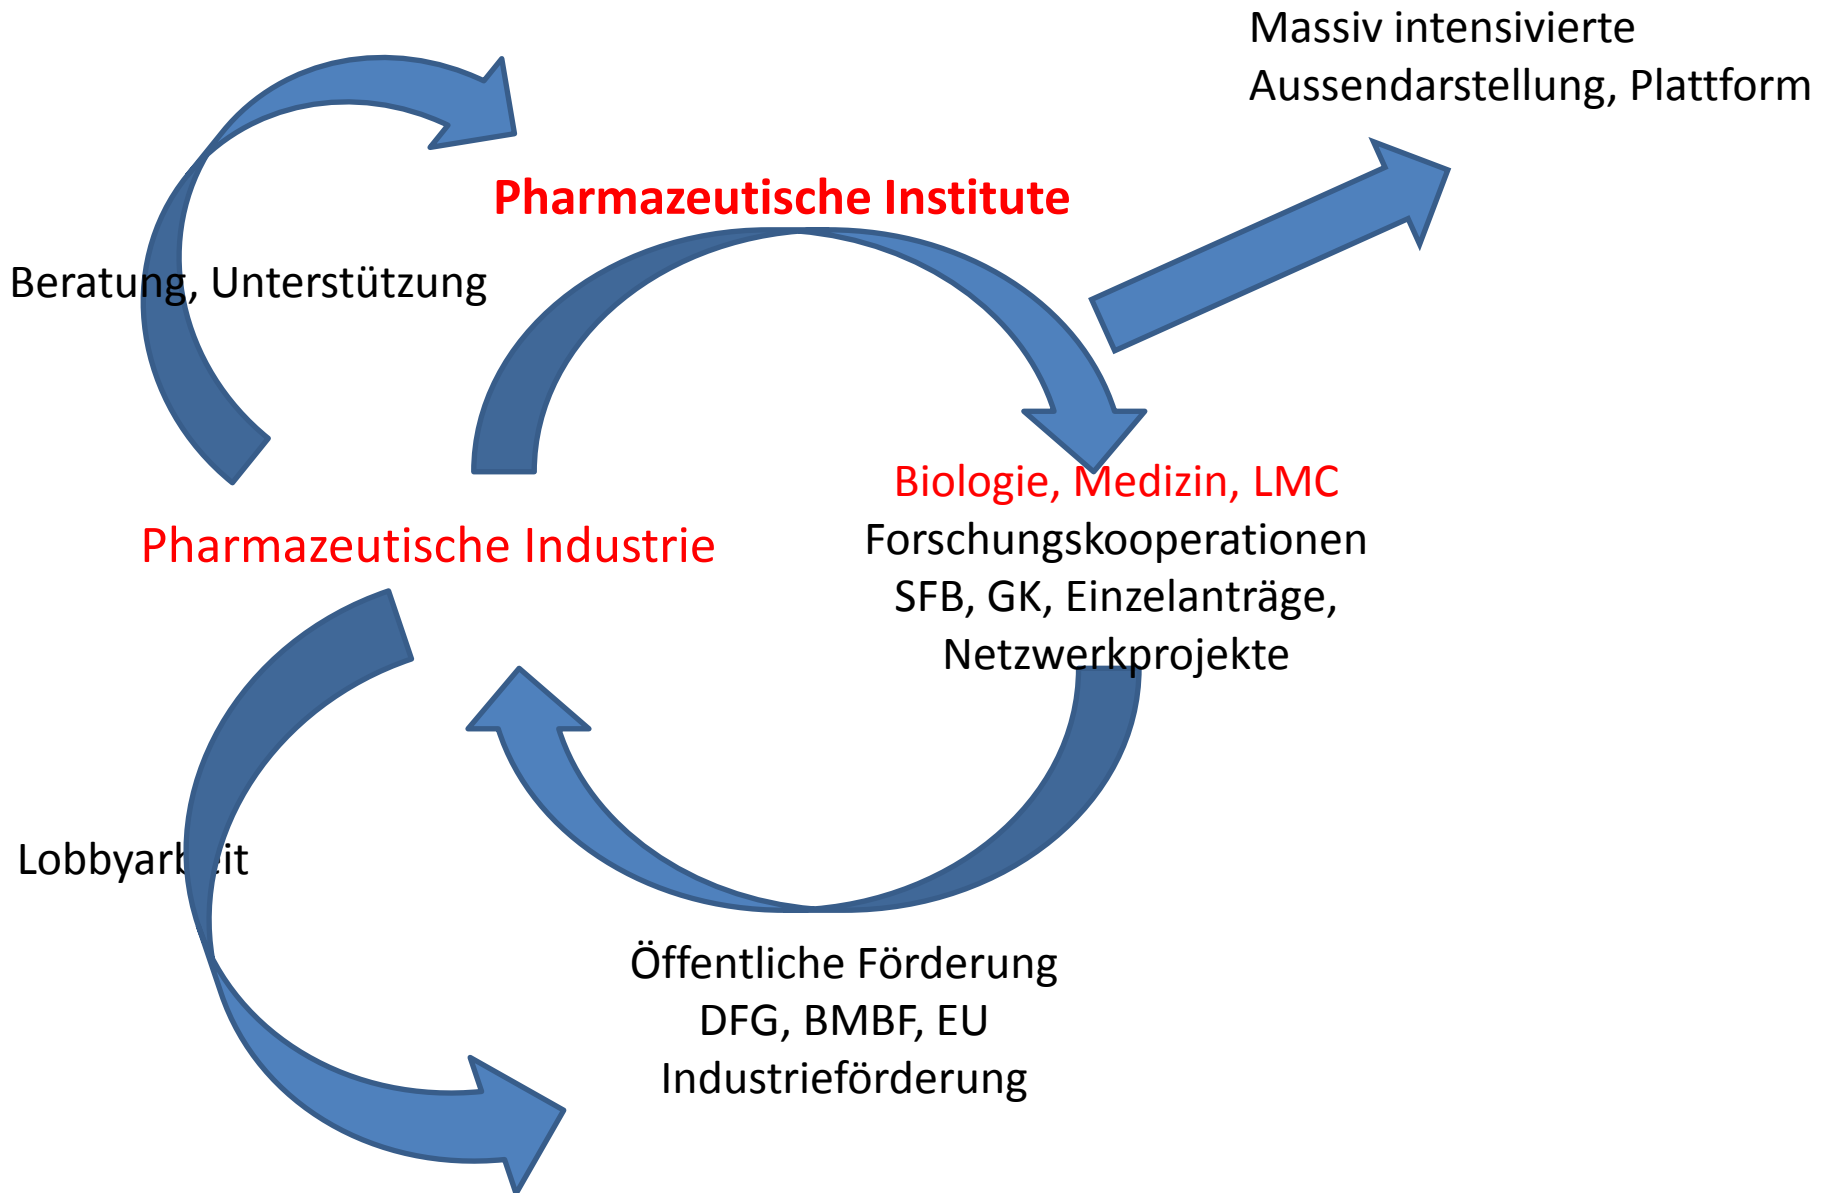 Massiv intensivierte
Aussendarstellung, Plattform
Pharmazeutische Institute
Beratung, Unterstützung
Biologie, Medizin, LMC
Forschungskooperationen
SFB, GK, Einzelanträge,
Netzwerkprojekte
Pharmazeutische Industrie
Lobbyarbeit
Öffentliche Förderung
DFG, BMBF, EU
Industrieförderung